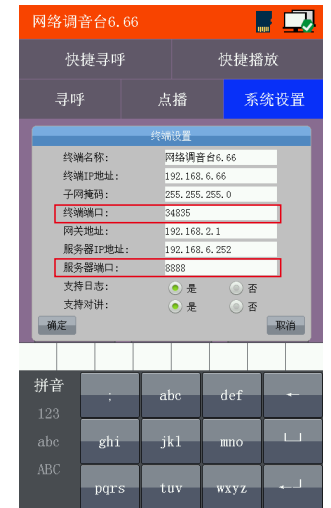 网络调音台6.66
快捷寻呼 快捷播放
寻呼 点播 系统设置
终端设置
终端名称: 网络调音台6.66
终端IP地址: 192.168.6.66
子网掩码: 255.255.255.0
终端端口: 34835
网关地址: 192.168.2.1
服务器IP地址: 192.168.6.252
服务器端口: 8888
支持日志: 是 否
支持对讲: 是 否
确定 取消
拼音 : abc def ←
123
abc ghi jkl mno
ABC
pqrs tuv wxyz